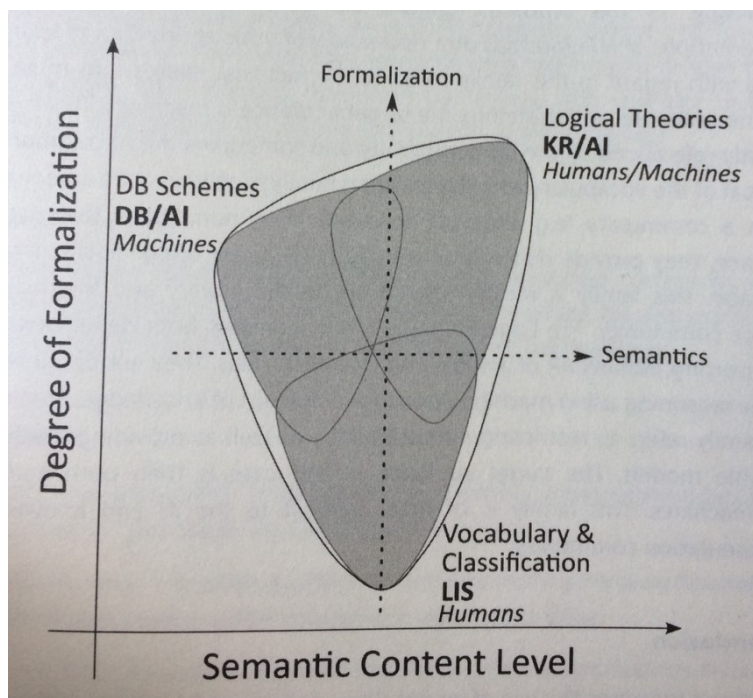 Formalization
Logical Theories
KR/AI
Humans/Machines
DB Schemes
DB/AI
Machines
Degree of Formalization
Semantics
Vocabulary &
Classification
LIS
Humans
Semantic Content Level